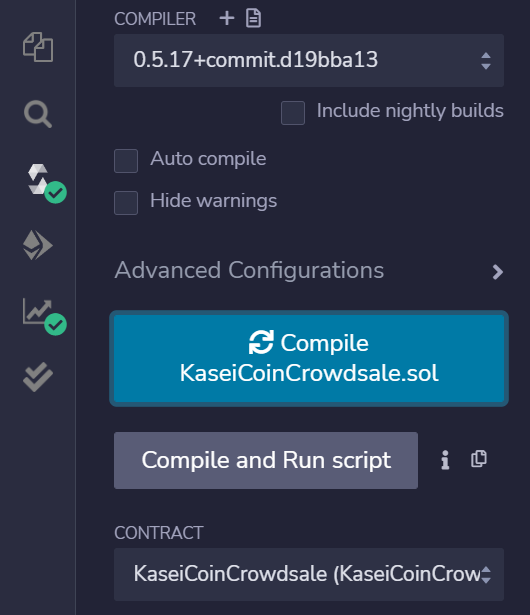 COMPILER
0.5.17+commit.d19bba13
Include nightly builds
Auto compile
Hide warnings
Advanced Configurations
Compile
KaseiCoinCrowdsale.sol
Compile and Run script
CONTRACT
KaseiCoinCrowdsale (KaseiCoinCrow